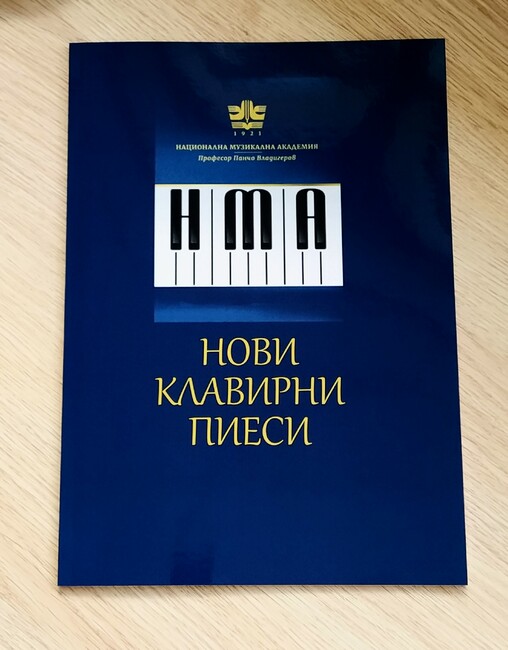 1921
НАЦИОНАЛНА МУЗИКАЛНА АКАДЕМИЯ
Професор Панчо Владигеров
НМА
НОВИ
КЛАВИРНИ
ПИЕСИ